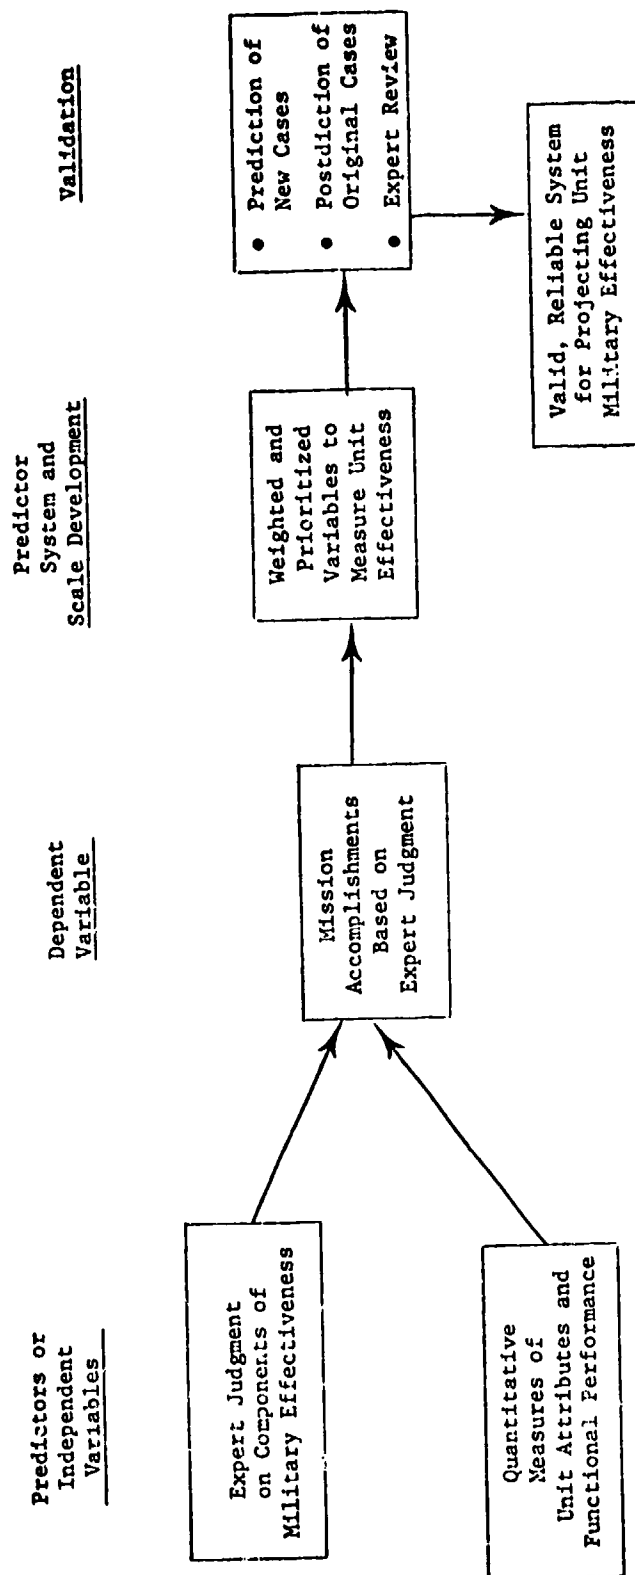 Predictors or
Independent
Variables
Dependent
Variable
Predictor
System and
Scale Development
Validation
Expert Judgment
on Components of
Military Effectiveness
Quantitative
Measures of
Unit Attributes and
Functional Performance
Mission
Accomplishments
Based on
Expert Judgment
Weighted and
Prioritized
Variables to
Measure Unit
Effectiveness
• Prediction of
New Cases
• Postdiction of
Original Cases
• Expert Review
Valid, Reliable System
for Projecting Unit
Military Effectiveness